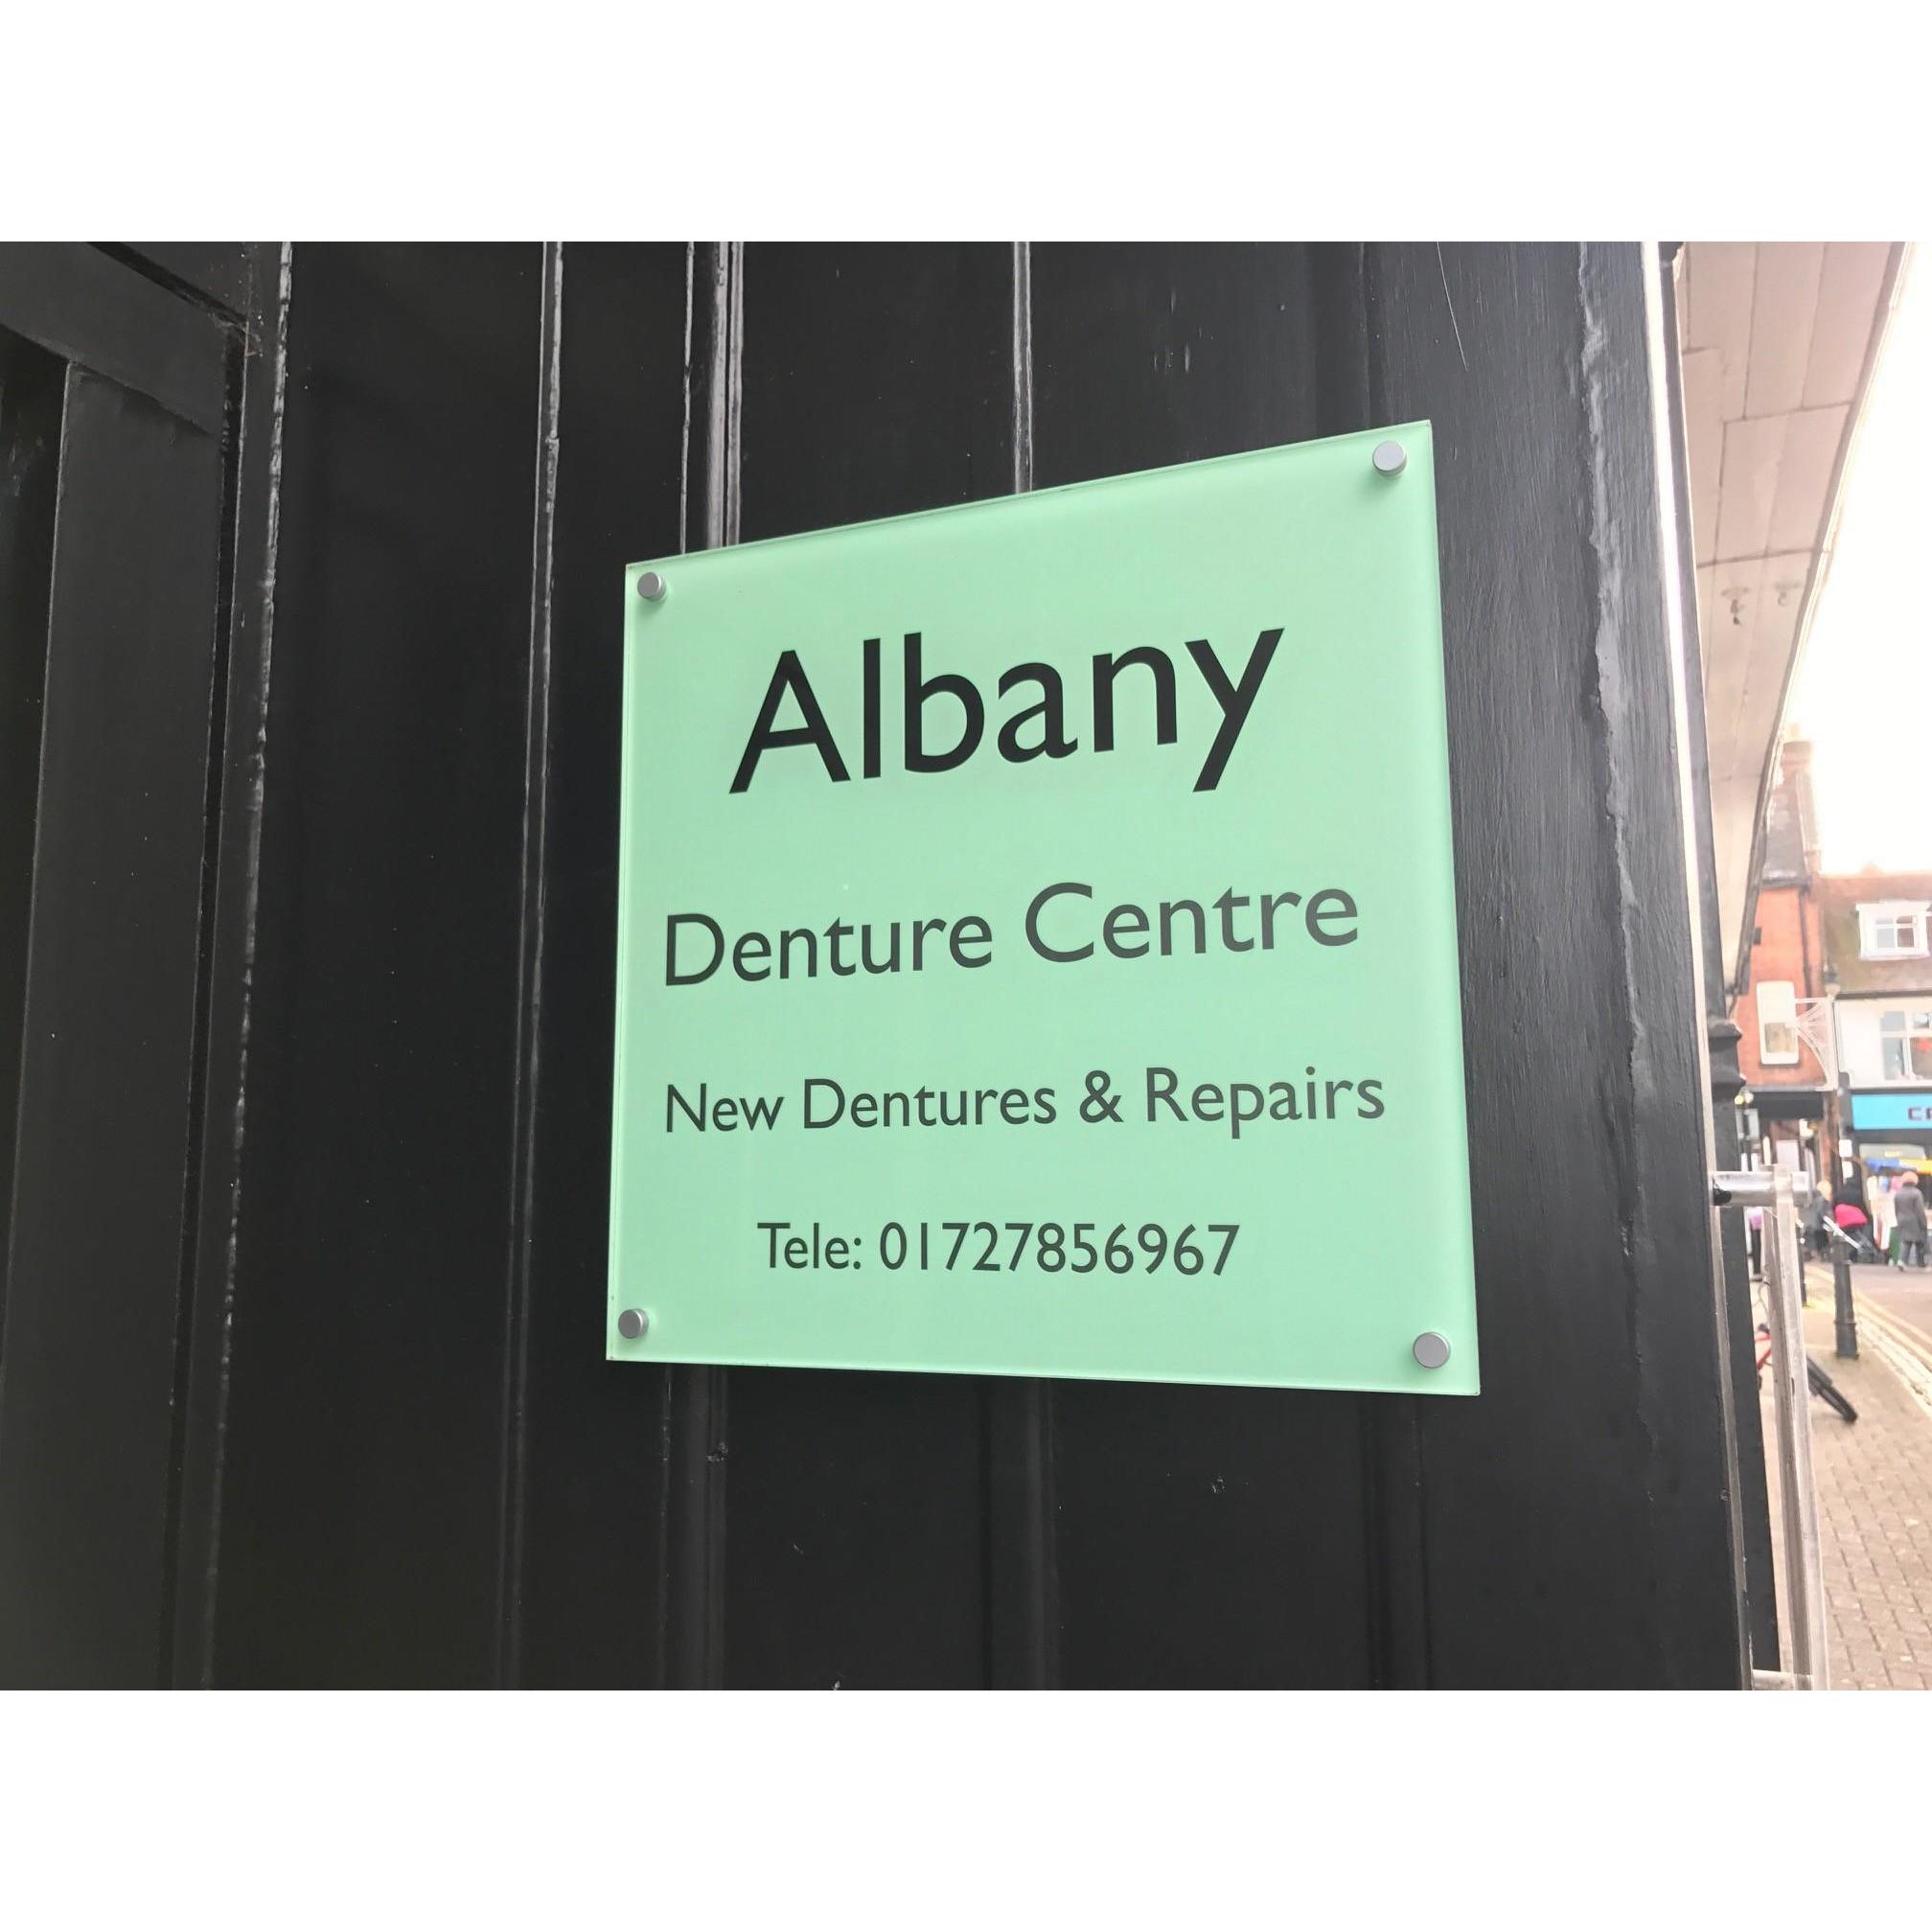 Albany
Denture Centre
New Dentures & Repairs
Tele: 01727856967